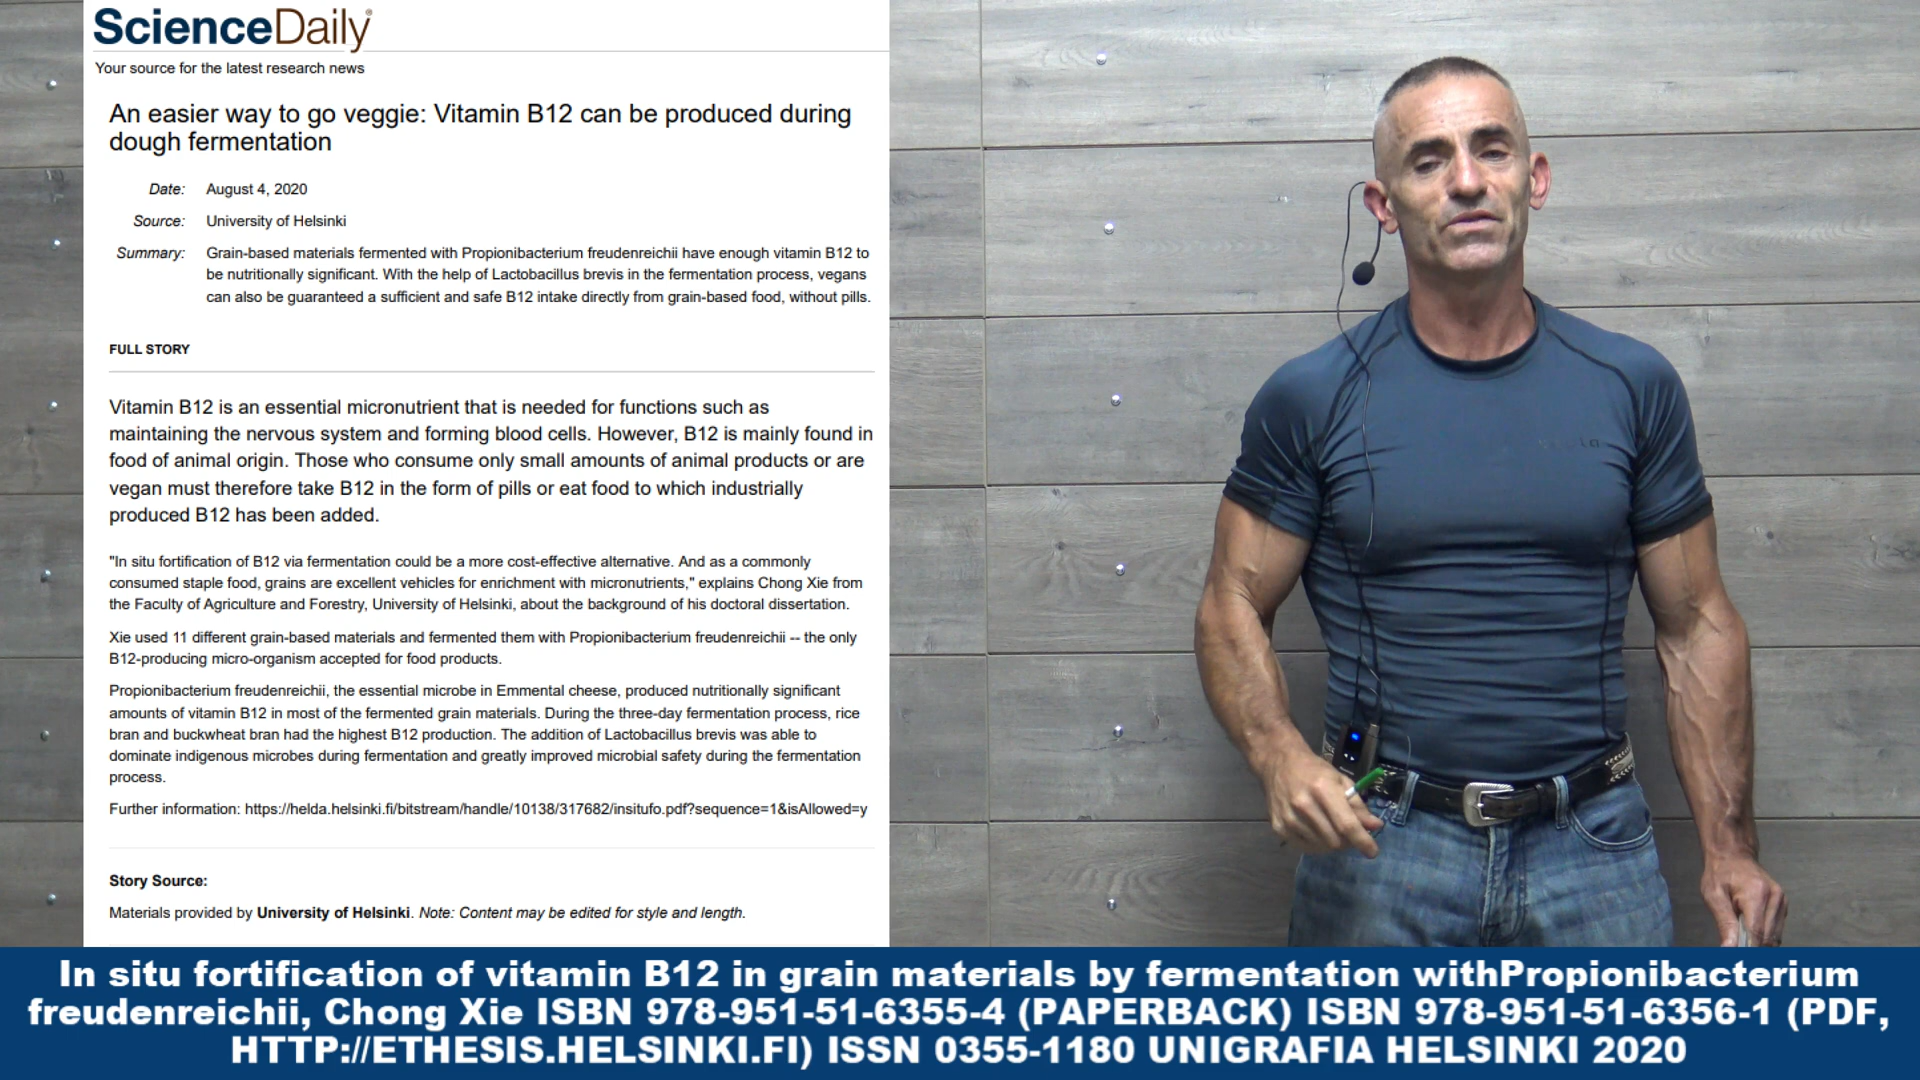 ScienceDaily®
Your source for the latest research news
An easier way to go veggie: Vitamin B12 can be produced during
dough fermentation
Date: August 4, 2020
Source: University of Helsinki
Summary: Grain-based materials fermented with Propionibacterium freudenreichii have enough vitamin B12 to
be nutritionally significant. With the help of Lactobacillus brevis in the fermentation process, vegans
can also be guaranteed a sufficient and safe B12 intake directly from grain-based food, without pills.
FULL STORY
Vitamin B12 is an essential micronutrient that is needed for functions such as
maintaining the nervous system and forming blood cells. However, B12 is mainly found in
food of animal origin. Those who consume only small amounts of animal products or are
vegan must therefore take B12 in the form of pills or eat food to which industrially
produced B12 has been added.
"In situ fortification of B12 via fermentation could be a more cost-effective alternative. And as a commonly
consumed staple food, grains are excellent vehicles for enrichment with micronutrients," explains Chong Xie from
the Faculty of Agriculture and Forestry, University of Helsinki, about the background of his doctoral dissertation.
Xie used 11 different grain-based materials and fermented them with Propionibacterium freudenreichii -- the only
B12-producing micro-organism accepted for food products.
Propionibacterium freudenreichii, the essential microbe in Emmental cheese, produced nutritionally significant
amounts of vitamin B12 in most of the fermented grain materials. During the three-day fermentation process, rice
bran and buckwheat bran had the highest B12 production. The addition of Lactobacillus brevis was able to
dominate indigenous microbes during fermentation and greatly improved microbial safety during the fermentation
process.
Further information: https://helda.helsinki.fi/bitstream/handle/10138/317682/insitufo.pdf?sequence=1&isAllowed=y
Story Source:
Materials provided by University of Helsinki. Note: Content may be edited for style and length.
In situ fortification of vitamin B12 in grain materials by fermentation withPropionibacterium
freudenreichii, Chong Xie ISBN 978-951-51-6355-4 (PAPERBACK) ISBN 978-951-51-6356-1 (PDF,
HTTP://ETHESIS.HELSINKI.FI) ISSN 0355-1180 UNIGRAFIA HELSINKI 2020